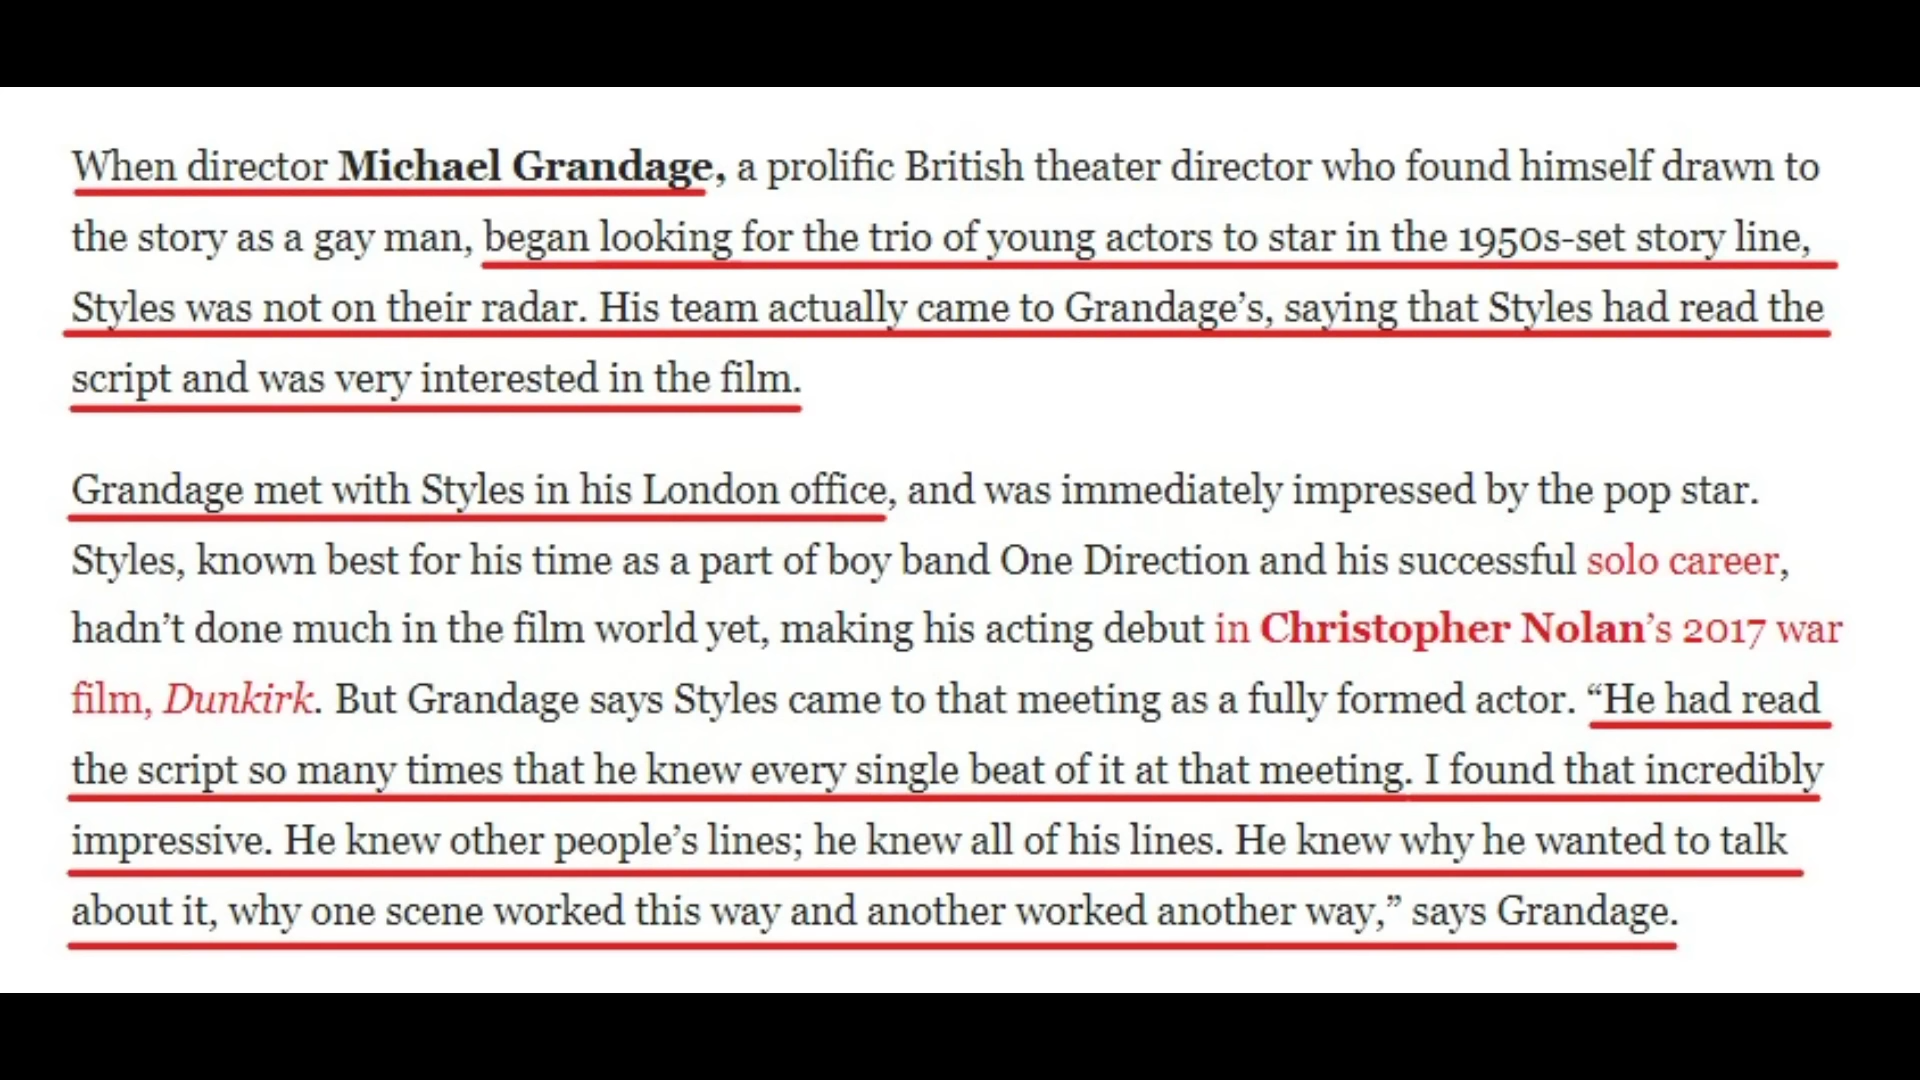 When director Michael Grandage, a prolific British theater director who found himself drawn to
the story as a gay man, began looking for the trio of young actors to star in the 1950s-set story line,
Styles was not on their radar. His team actually came to Grandage’s, saying that Styles had read the
script and was very interested in the film.
Grandage met with Styles in his London office, and was immediately impressed by the pop star.
Styles, known best for his time as a part of boy band One Direction and his successful solo career,
hadn’t done much in the film world yet, making his acting debut in Christopher Nolan’s 2017 war
film, Dunkirk. But Grandage says Styles came to that meeting as a fully formed actor. “He had read
the script so many times that he knew every single beat of it at that meeting. I found that incredibly
impressive. He knew other people’s lines; he knew all of his lines. He knew why he wanted to talk
about it, why one scene worked this way and another worked another way,” says Grandage.